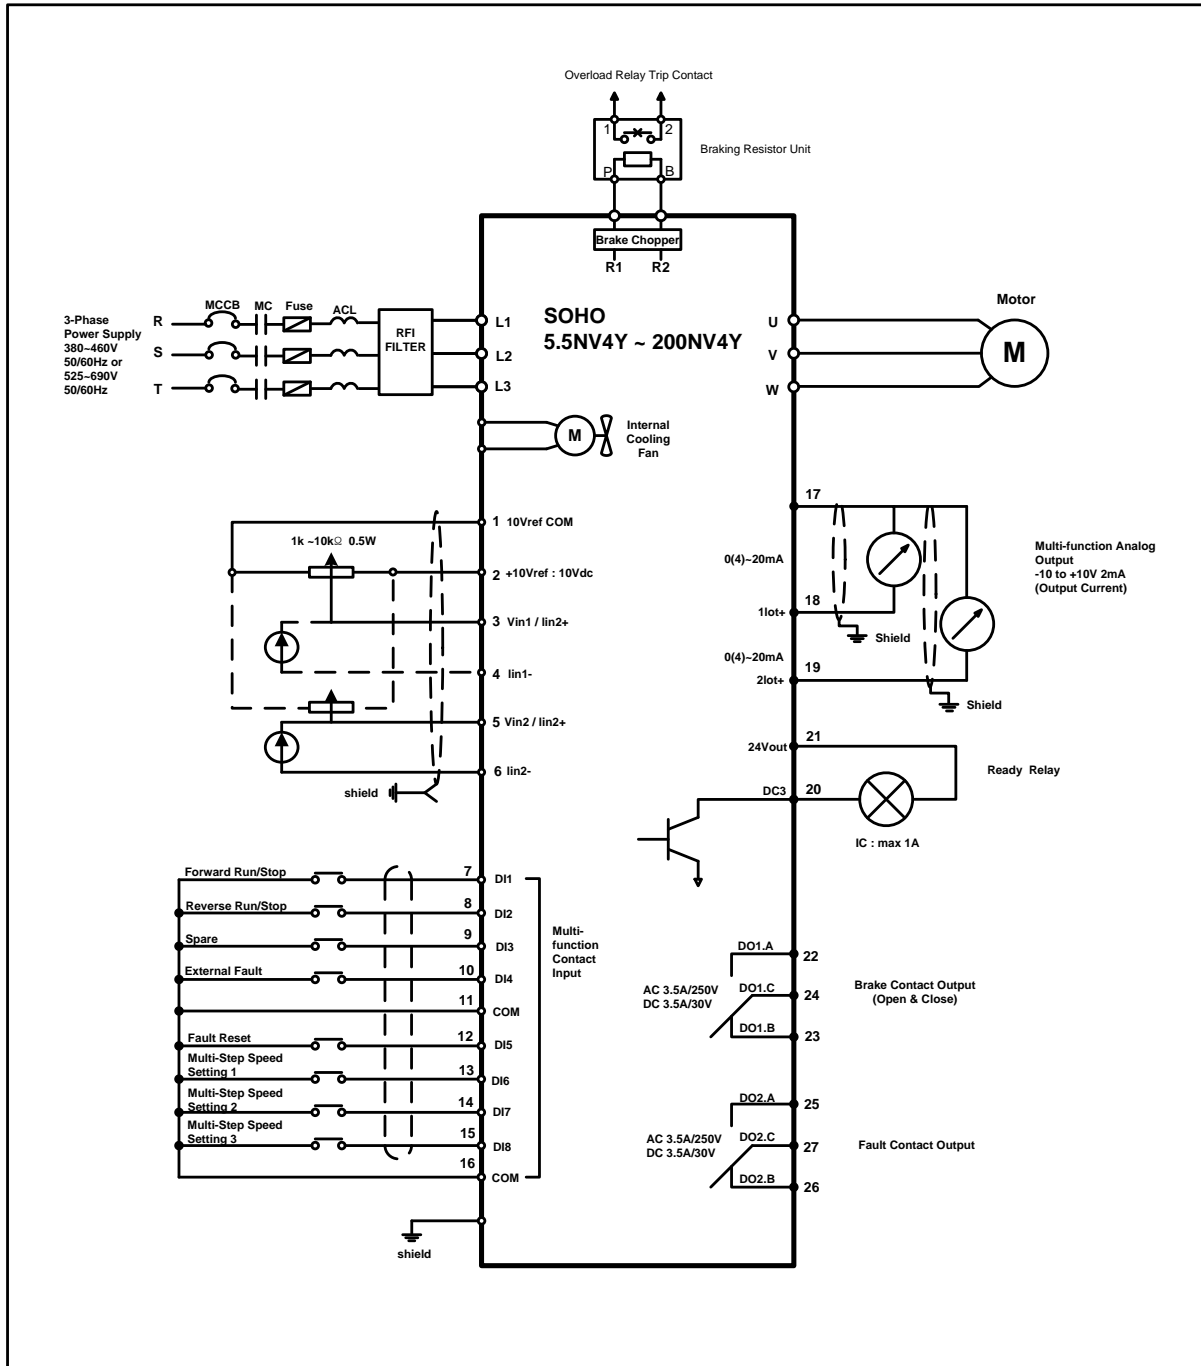 Overload Relay Trip Contact
1 2
Braking Resistor Unit
P B
Brake Chopper
R1 R2
SOHO
5.5NV4Y ~ 200NV4Y
3-Phase
Power Supply
380~460V
50/60Hz or
525~690V
50/60Hz
R
S
T
MCCB
MC
Fuse
ACL
RFI
FILTER
L1
L2
L3
U
V
W
Motor
M
M
Internal
Cooling
Fan
1k ~10kΩ 0.5W
1 10Vref COM
2 +10Vref : 10Vdc
3 Vin1 / Iin2+
4 Iin1-
5 Vin2 / Iin2+
6 Iin2-
shield
17
0(4)~20mA
18
1Iot+
Shield
0(4)~20mA
19
2Iot+
Shield
Multi-function Analog
Output
-10 to +10V 2mA
(Output Current)
21
24Vout
Ready Relay
DC3
20
IC : max 1A
Forward Run/Stop
7
DI1
Reverse Run/Stop
8
DI2
Spare
9
DI3
External Fault
10
DI4
11
COM
Fault Reset
12
DI5
Multi-Step Speed
Setting 1
13
DI6
Multi-Step Speed
Setting 2
14
DI7
Multi-Step Speed
Setting 3
15
DI8
16
COM
Multi-
function
Contact
Input
shield
DO1.A
22
AC 3.5A/250V
DC 3.5A/30V
DO1.C
24
DO1.B
23
Brake Contact Output
(Open & Close)
DO2.A
25
AC 3.5A/250V
DC 3.5A/30V
DO2.C
27
DO2.B
26
Fault Contact Output